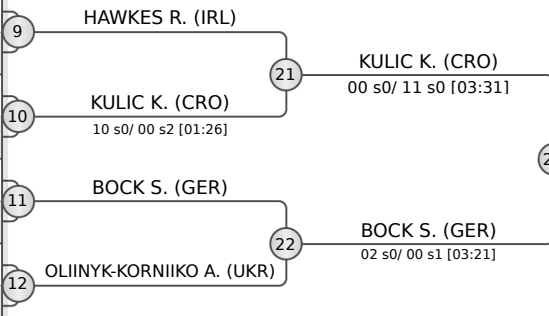 HAWKES R. (IRL)
9
21
KULIC K. (CRO)
00 s0/ 11 s0 [03:31]
KULIC K. (CRO)
10
10 s0/ 00 s2 [01:26]
2
BOCK S. (GER)
11
22
BOCK S. (GER)
02 s0/ 00 s1 [03:21]
OLIINYK-KORNIIKO A. (UKR)
12